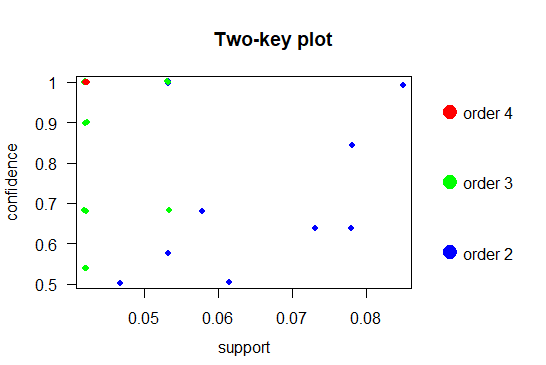 Two-key plot
confidence
1
0.9
0.8
0.7
0.6
0.5
0.05 0.06 0.07 0.08
support
order 4
order 3
order 2